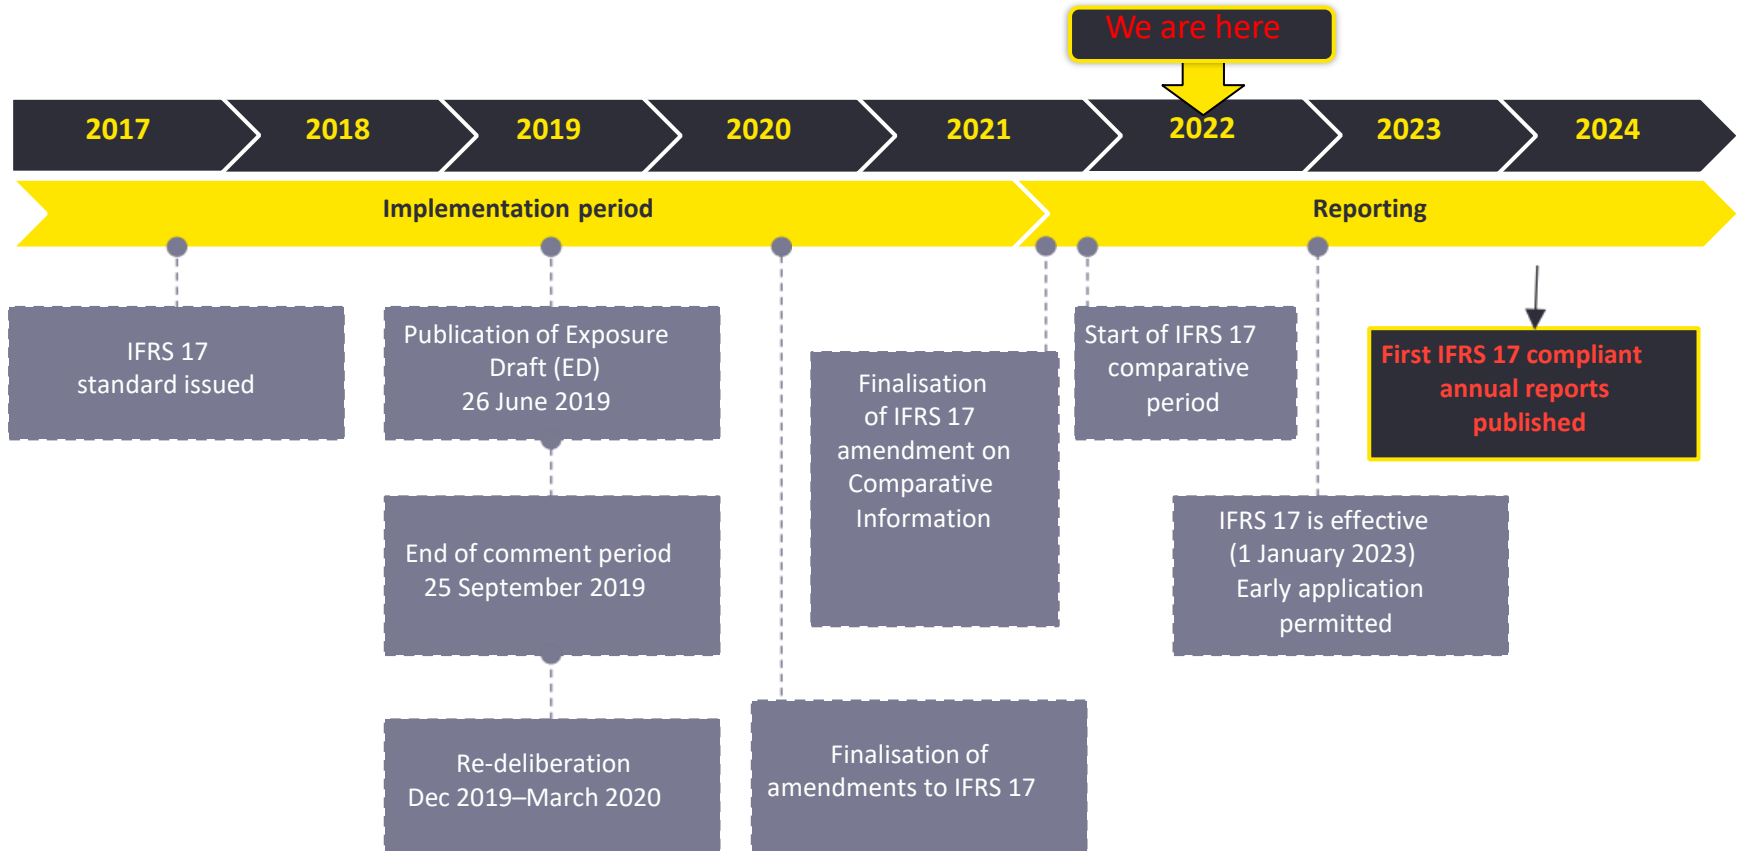 We are here
2017
2018
2019
2020
2021
2022
2023
2024
Implementation period
Reporting
IFRS 17
standard issued
Publication of Exposure
Draft (ED)
26 June 2019
End of comment period
25 September 2019
Re-deliberation
Dec 2019–March 2020
Finalisation of
amendments to IFRS 17
Finalisation
of IFRS 17
amendment on
Comparative
Information
Start of IFRS 17
comparative
period
IFRS 17 is effective
(1 January 2023)
Early application
permitted
First IFRS 17 compliant
annual reports
published